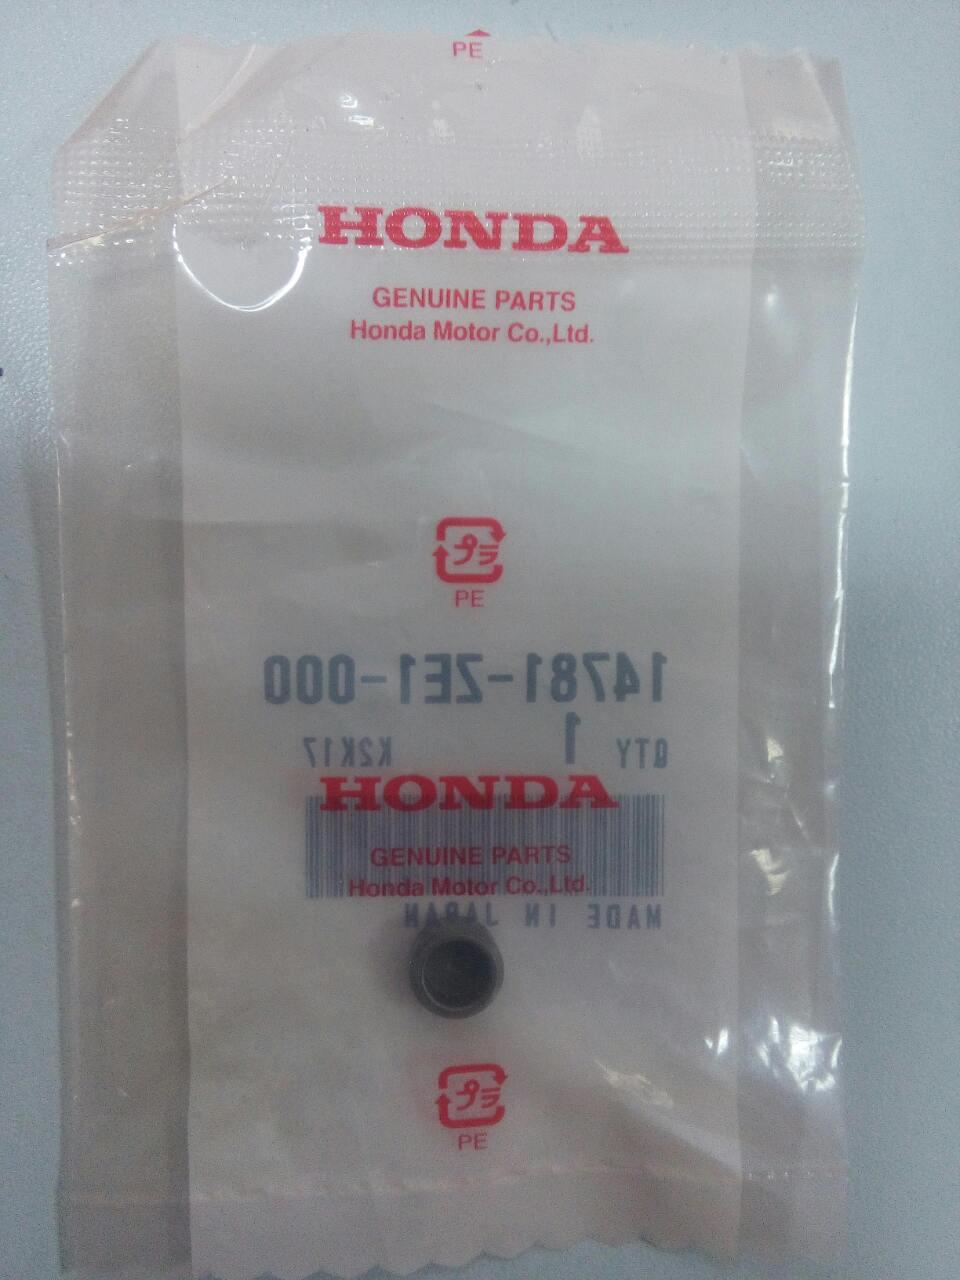 PE
HONDA
GENUINE PARTS
Honda Motor Co.,Ltd.
プラ
PE
14781-ZE1-000
QTY 1 K2K17
HONDA
GENUINE PARTS
Honda Motor Co.,Ltd.
MADE IN JAPAN
プラ
PE